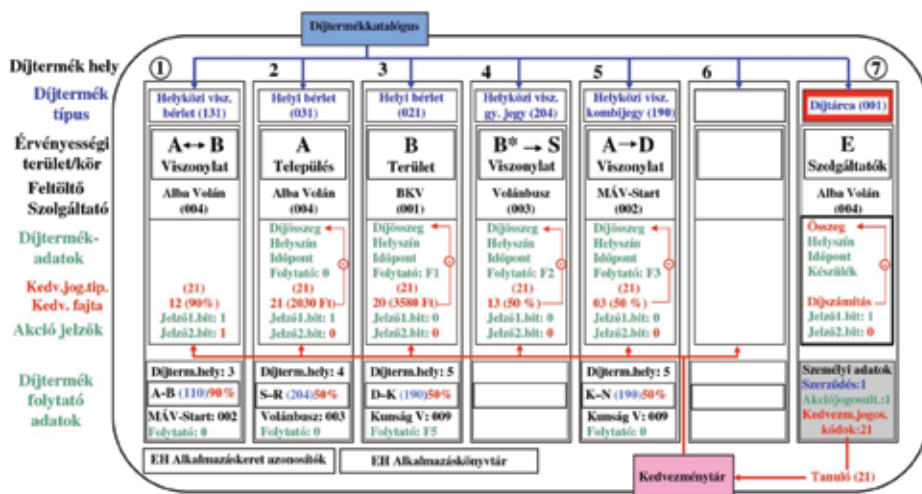 Díjtermékkatalógus
Díjtermék hely 1 2 3 4 5 6 7
Díjtermék típus
Helyközi visz. bérlet (131)
Helyi bérlet (031)
Helyi bérlet (021)
Helyközi visz. gy. jegy (204)
Helyközi visz. kombijegy (190)
Díjtárca (001)
Érvényességi terület/kör
A↔B Viszonylat
A Település
B Terület
B*→S Viszonylat
A→D Viszonylat
E Szolgáltatók
Feltöltő Szolgáltató
Alba Volán (004)
Alba Volán (004)
BKV (001)
Volánbusz (003)
MÁV-Start (002)
Alba Volán (004)
Díjtermék-adatok
Díjösszeg
Helyszín
Időpont
Folytató: 0
Díjösszeg
Helyszín
Időpont
Folytató: F1
Díjösszeg
Helyszín
Időpont
Folytató: F2
Díjösszeg
Helyszín
Időpont
Folytató: F3
Összeg
Helyszín
Időpont
Készülék
Kedv.jog.tip.
Kedv. fajta
(21)
12 (90%)
(21)
21 (2030 Ft)
(21)
20 (3580 Ft)
(21)
13 (50 %)
(21)
03 (50 %)
Díjszámítás
Akció jelzők
Jelző1.bit: 1
Jelző2.bit: 1
Jelző1.bit: 1
Jelző2.bit: 0
Jelző1.bit: 0
Jelző2.bit: 0
Jelző1.bit: 0
Jelző2.bit: 0
Jelző1.bit: 0
Jelző2.bit: 0
Jelző1.bit: 1
Jelző2.bit: 0
Díjtermék folytató adatok
Díjterm.hely: 3
A-B (110)90%
MÁV-Start: 002
Folytató: 0
Díjterm.hely: 4
S–R (204)50%
Volánbusz: 003
Folytató: 0
Díjterm.hely: 5
D–K (190)50%
Kunság V: 009
Folytató: F5
Díjterm.hely: 5
K–N (190)50%
Kunság V: 009
Folytató: 0
Személyi adatok
Szerződés:1
Akciójogosult.:1
Kedvezm.jogos.
kódok:21
EH Alkalmazáskeret azonosítók
EH Alkalmazáskönyvtár
Kedvezménytár
Tanuló (21)